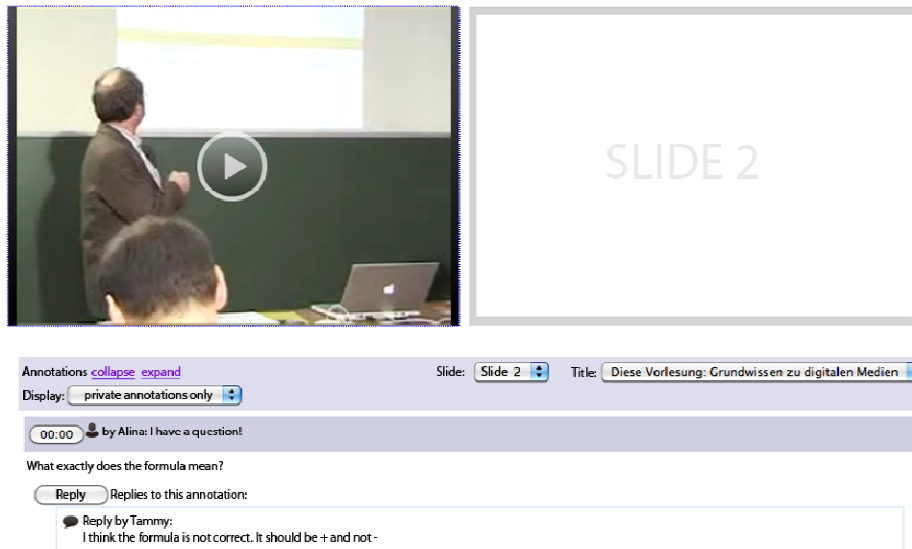 SLIDE 2
Annotations collapse expand
Slide: Slide 2 Title: Diese Vorlesung: Grundwissen zu digitalen Medien
Display: private annotations only
00:00 by Alina: I have a question!
What exactly does the formula mean?
Reply Replies to this annotation:
Reply by Tammy:
I think the formula is not correct. It should be + and not -